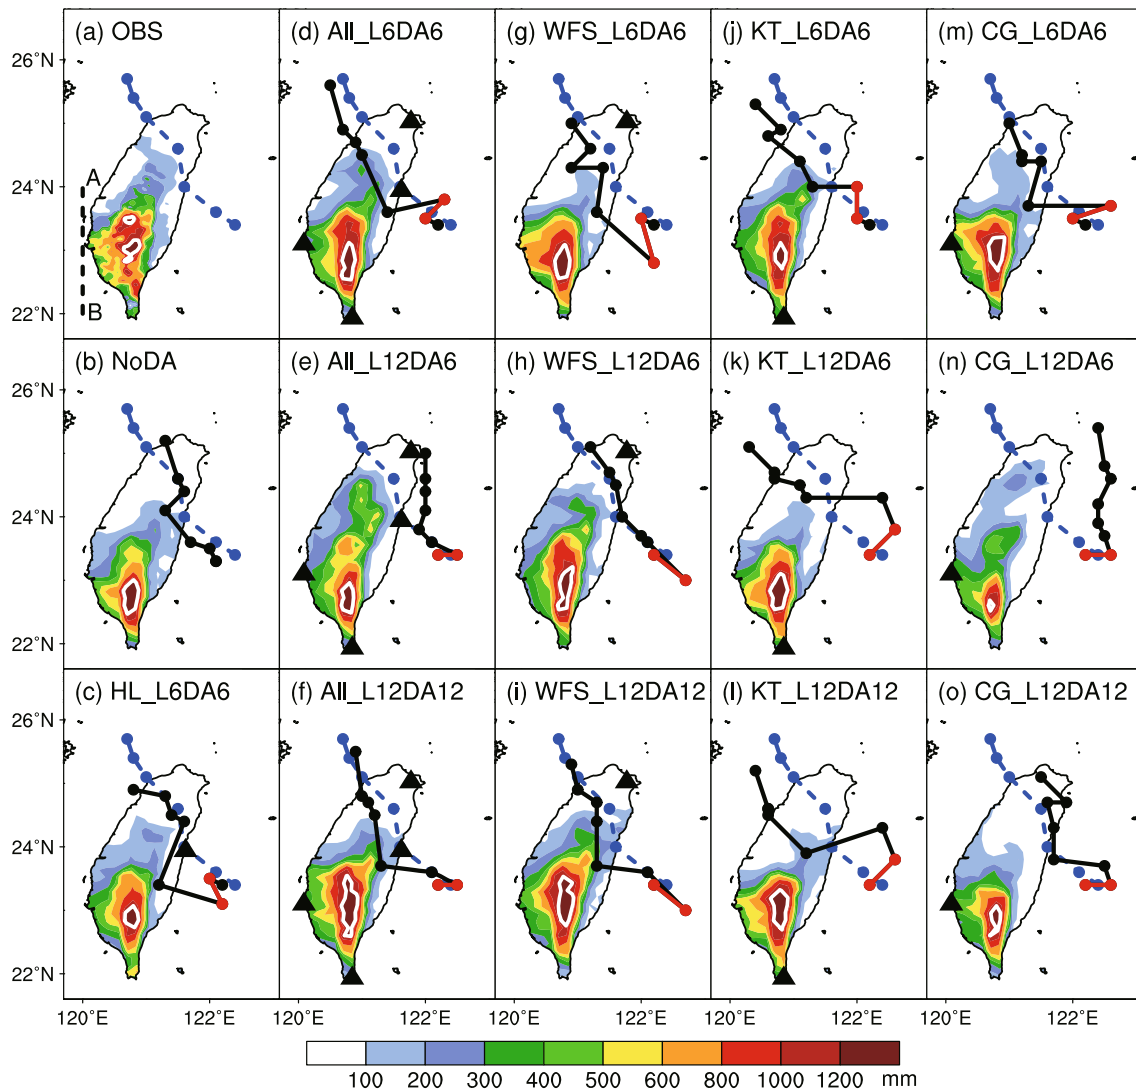 (a) OBS
(d) All_L6DA6
(g) WFS_L6DA6
(j) KT_L6DA6
(m) CG_L6DA6
26°N
24°N
22°N
A
B
(b) NoDA
(e) All_L12DA6
(h) WFS_L12DA6
(k) KT_L12DA6
(n) CG_L12DA6
26°N
24°N
22°N
(c) HL_L6DA6
(f) All_L12DA12
(i) WFS_L12DA12
(l) KT_L12DA12
(o) CG_L12DA12
26°N
24°N
22°N
120°E 122°E 120°E 122°E 120°E 122°E 120°E 122°E 120°E 122°E
100 200 300 400 500 600 800 1000 1200 mm